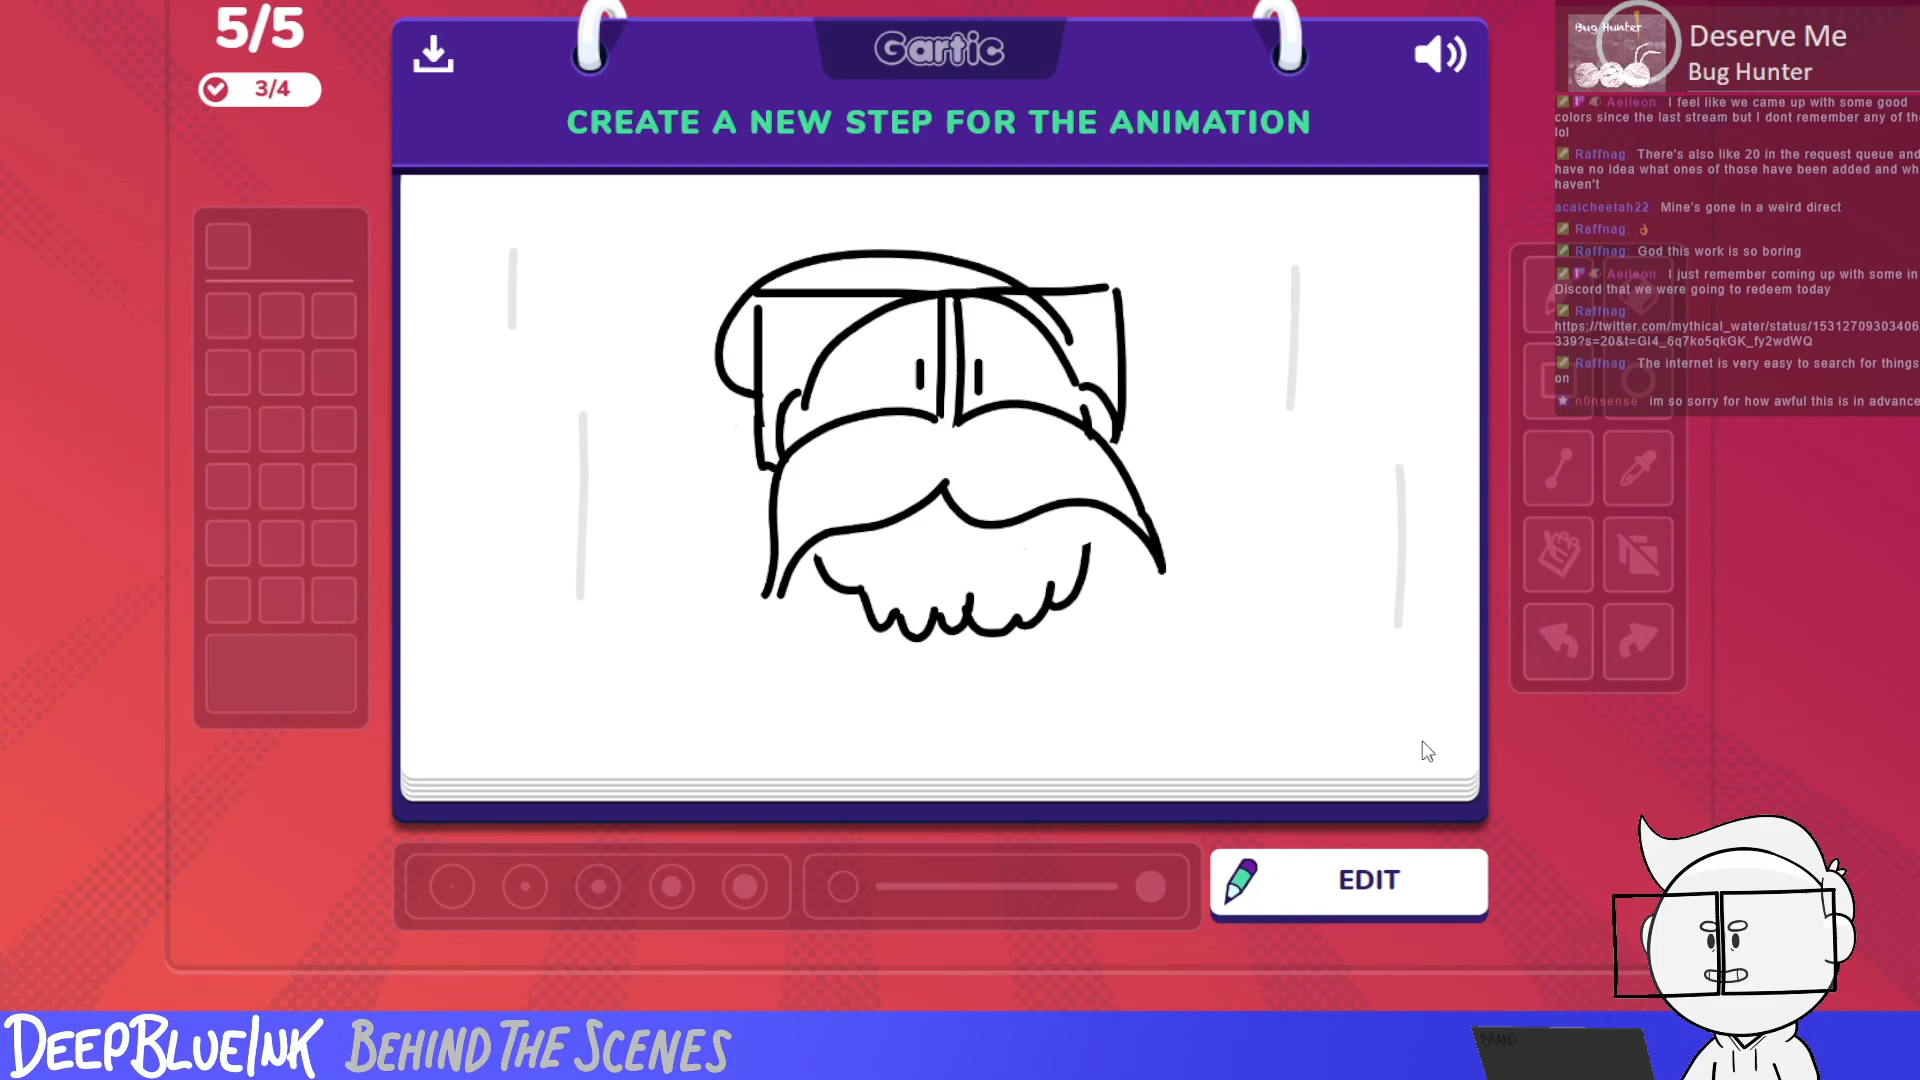 5/5
3/4
Gartic
CREATE A NEW STEP FOR THE ANIMATION
Bug Hunter
Deserve Me
Bug Hunter
Aeileon: I feel like we came up with some good
colors since the last stream but I dont remember any of the
lol
Raffnag: There's also like 20 in the request queue and
have no idea what ones of those have been added and wh
haven't
acaicheetah22: Mine's gone in a weird direct
Raffnag: 👌
Raffnag: God this work is so boring
Aeileon: I just remember coming up with some in
Discord that we were going to redeem today
Raffnag:
https://twitter.com/mythical_water/status/15312709303406
339?s=20&t=GI4_6q7ko5qkGK_fy2wdWQ
Raffnag: The internet is very easy to search for things
on
n0nsense im so sorry for how awful this is in advance
EDIT
DEEPBLUEINK BEHIND THE SCENES
BRAND